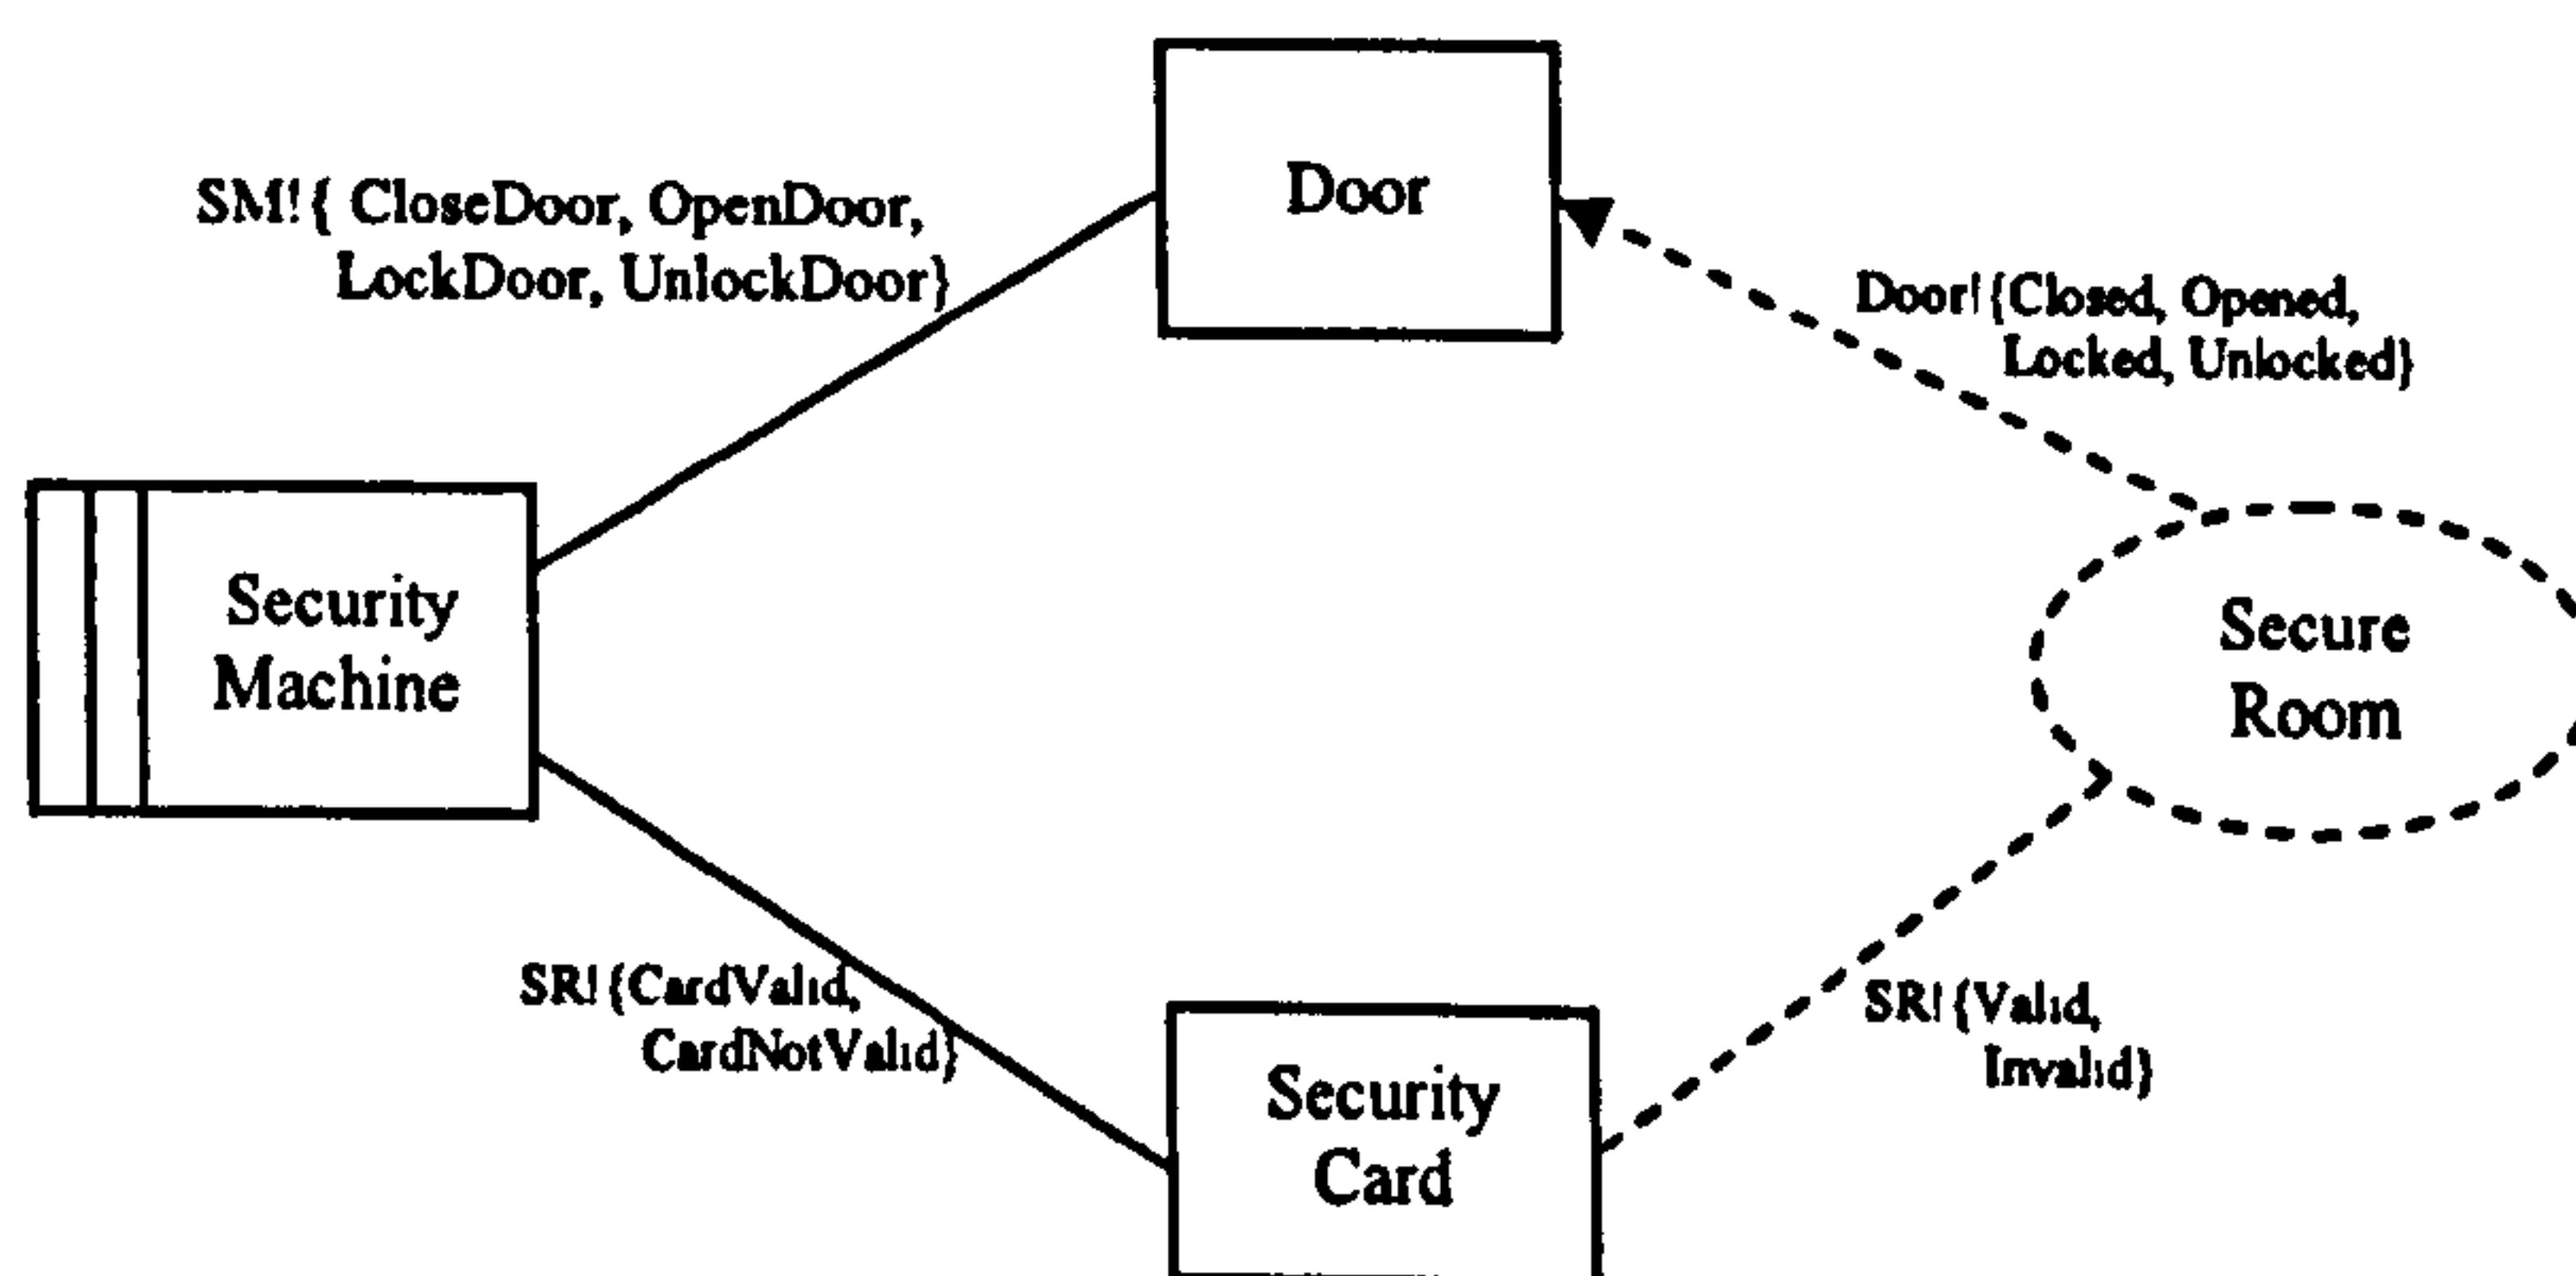 Door
SM!{ CloseDoor, OpenDoor,
LockDoor, UnlockDoor}
Door!{Closed, Opened,
Locked, Unlocked}
Security
Machine
Secure
Room
SR!{CardValid,
CardNotValid}
SR!{Valid,
Invalid}
Security
Card